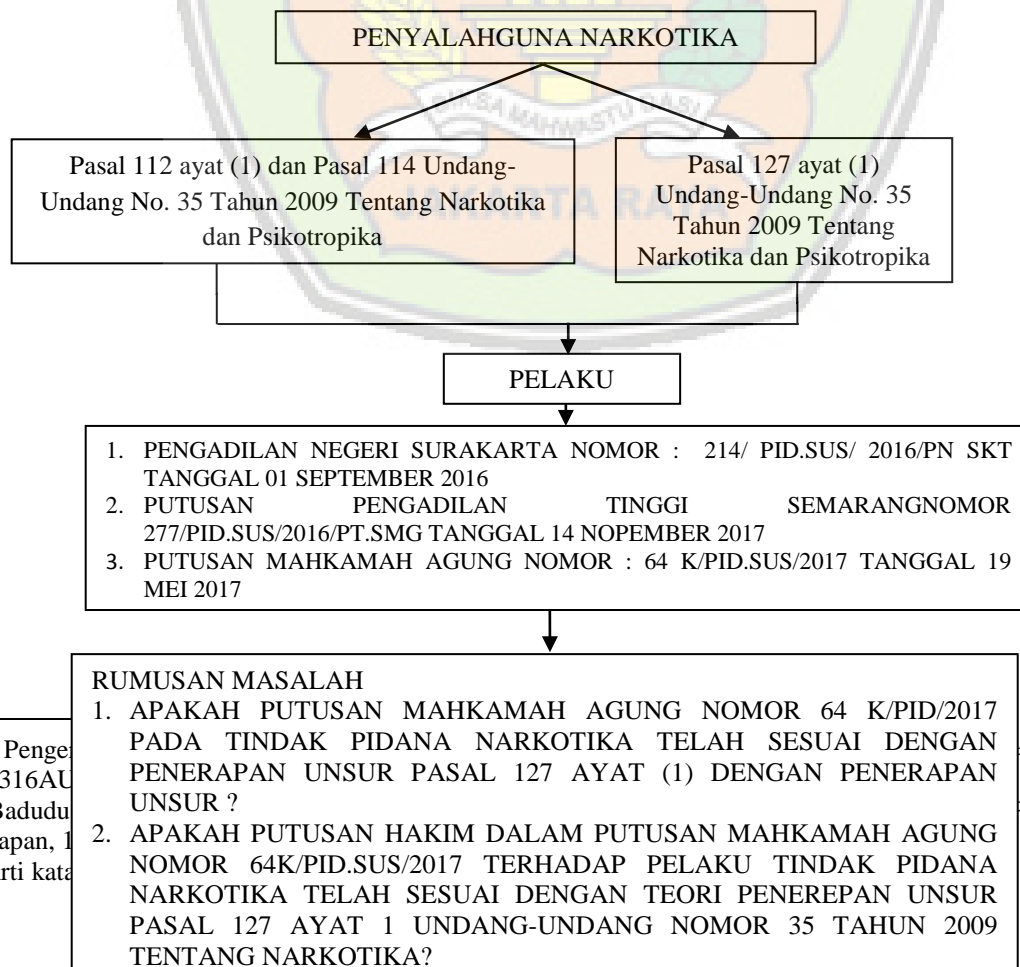 PENYALAHGUNA NARKOTIKA
Pasal 112 ayat (1) dan Pasal 114 Undang-
Undang No. 35 Tahun 2009 Tentang Narkotika
dan Psikotropika
Pasal 127 ayat (1)
Undang-Undang No. 35
Tahun 2009 Tentang
Narkotika dan Psikotropika
JAKARTA RAYA
PELAKU
1. PENGADILAN NEGERI SURAKARTA NOMOR : 214/ PID.SUS/ 2016/PN SKT
TANGGAL 01 SEPTEMBER 2016
2. PUTUSAN PENGADILAN TINGGI SEMARANGNOMOR
277/PID.SUS/2016/PT.SMG TANGGAL 14 NOPEMBER 2017
3. PUTUSAN MAHKAMAH AGUNG NOMOR : 64 K/PID.SUS/2017 TANGGAL 19
MEI 2017
RUMUSAN MASALAH
1. APAKAH PUTUSAN MAHKAMAH AGUNG NOMOR 64 K/PID/2017
PADA TINDAK PIDANA NARKOTIKA TELAH SESUAI DENGAN
PENERAPAN UNSUR PASAL 127 AYAT (1) DENGAN PENERAPAN
UNSUR ?
2. APAKAH PUTUSAN HAKIM DALAM PUTUSAN MAHKAMAH AGUNG
NOMOR 64K/PID.SUS/2017 TERHADAP PELAKU TINDAK PIDANA
NARKOTIKA TELAH SESUAI DENGAN TEORI PENEREPAN UNSUR
PASAL 127 AYAT 1 UNDANG-UNDANG NOMOR 35 TAHUN 2009
TENTANG NARKOTIKA?